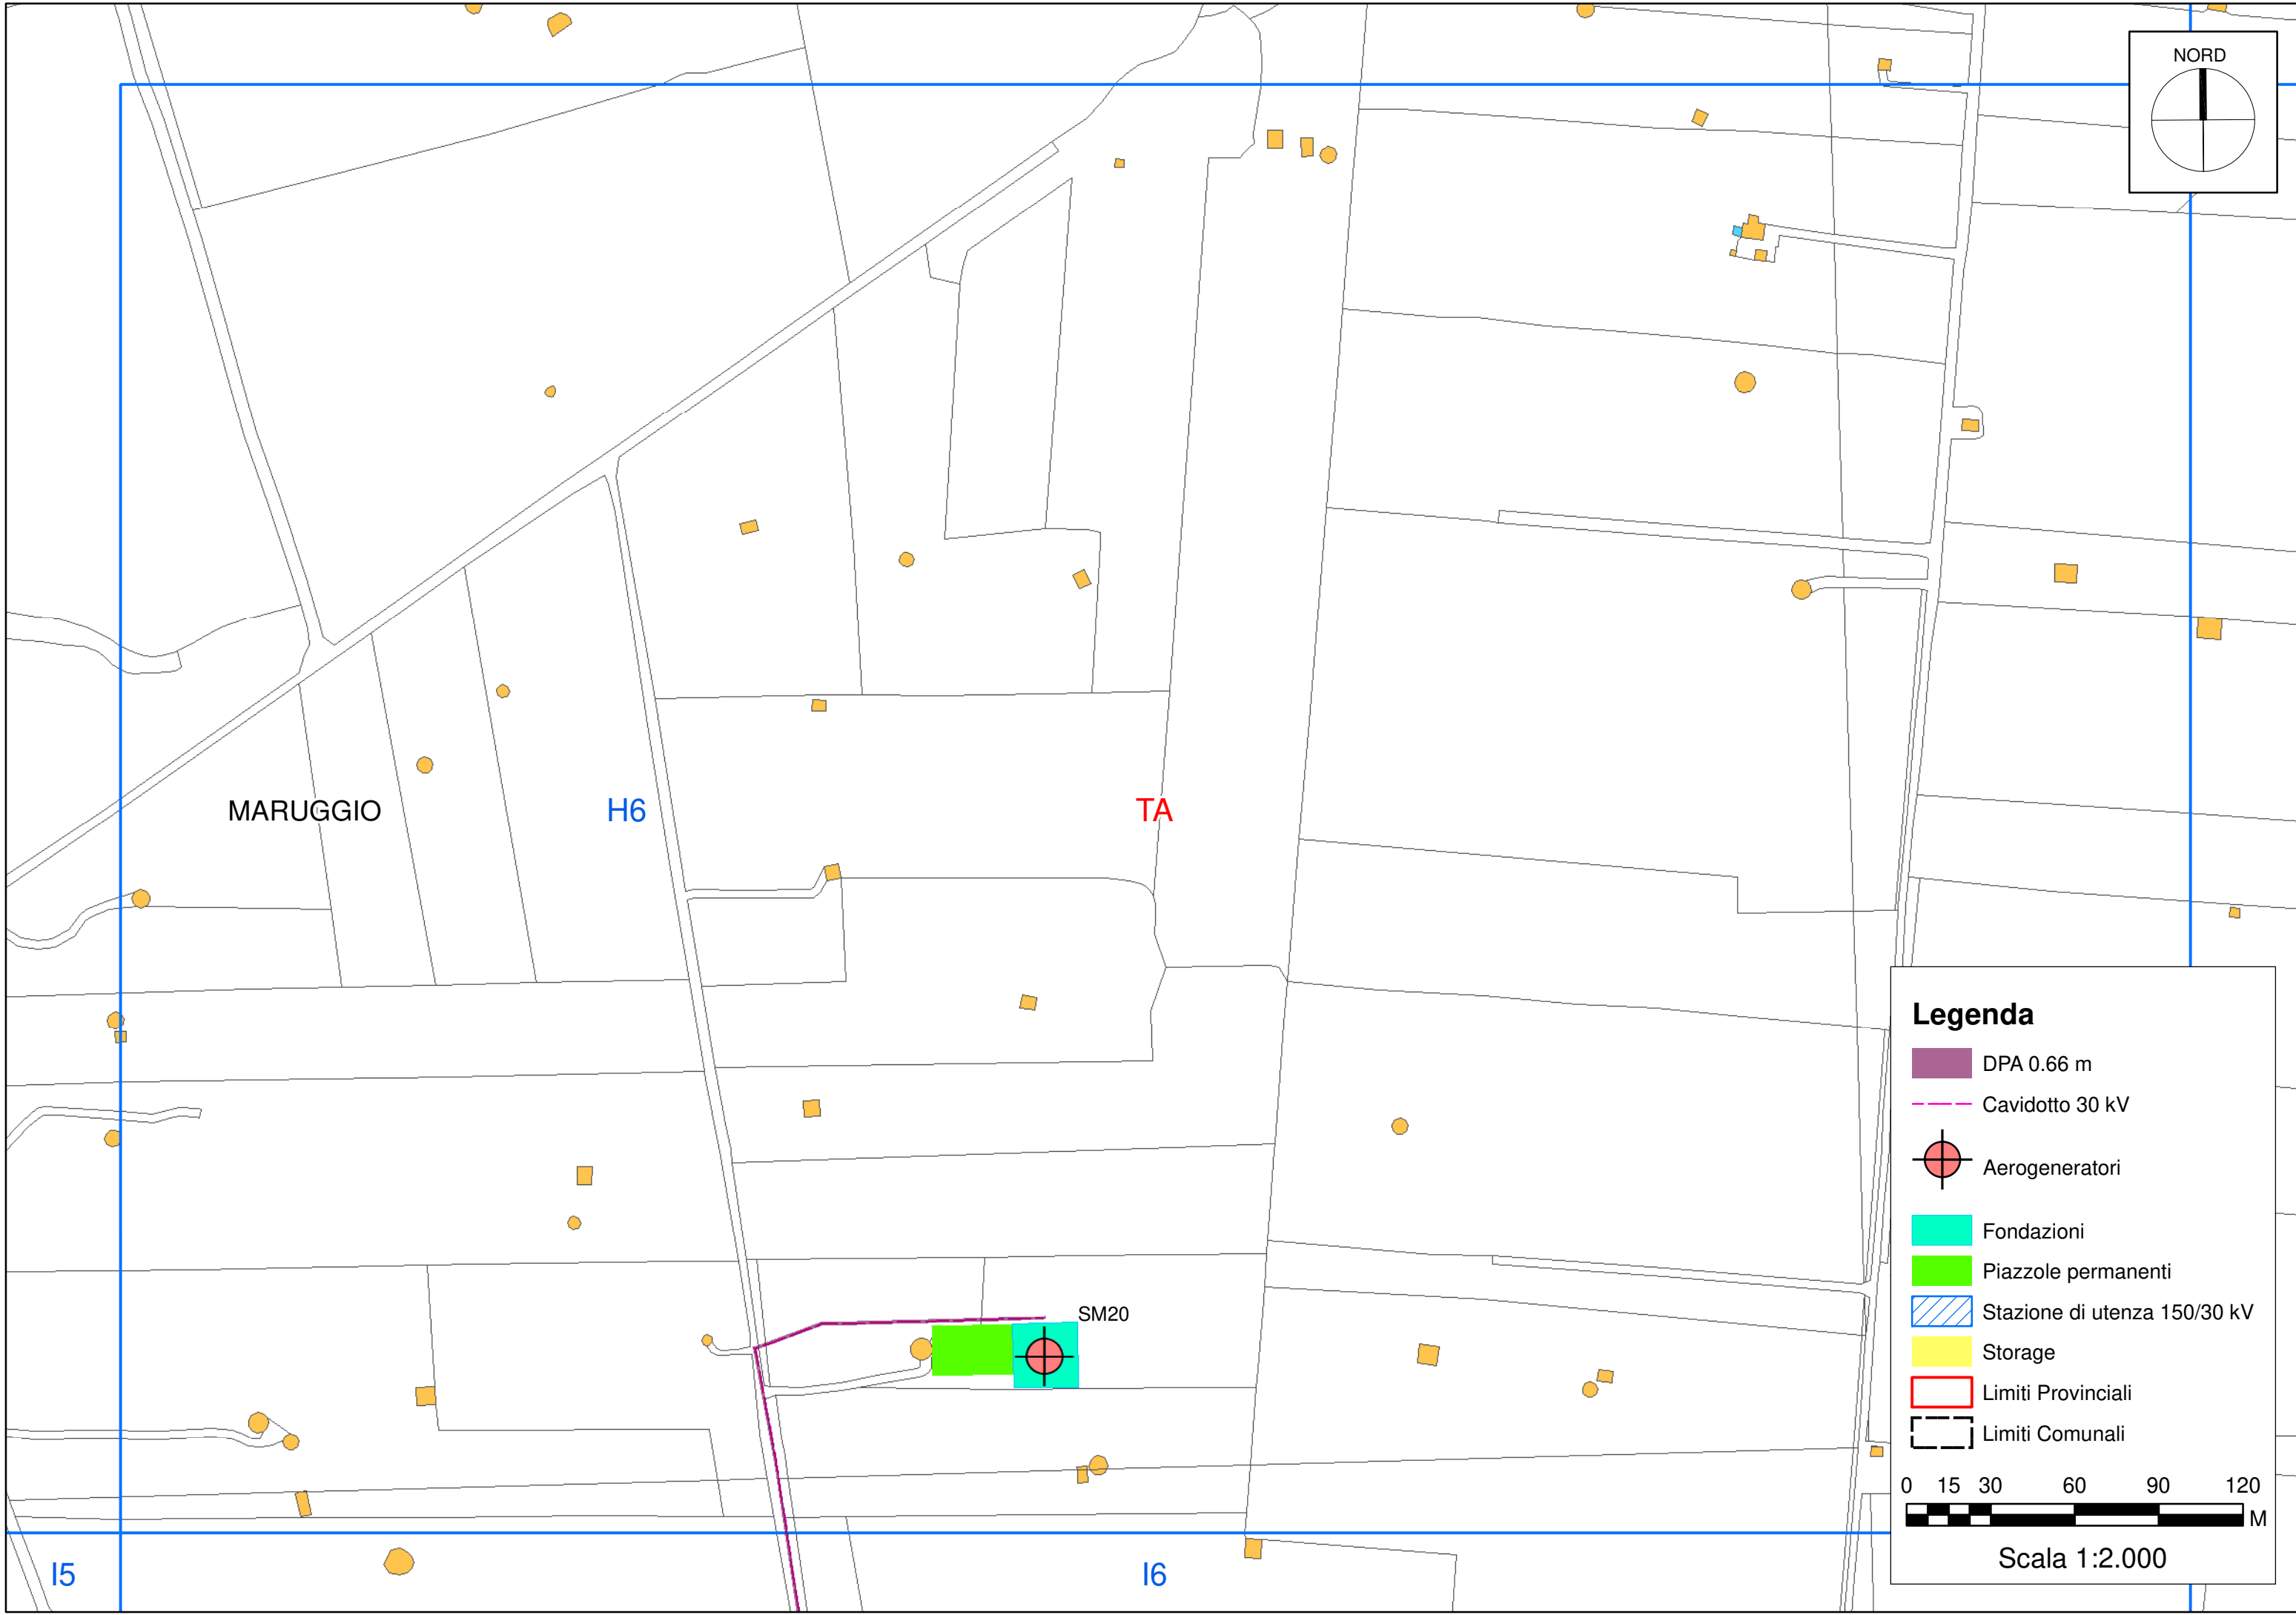 NORD
MARUGGIO
H6
TA
SM20
I5
I6
Legenda
DPA 0.66 m
Cavidotto 30 kV
Aerogeneratori
Fondazioni
Piazzole permanenti
Stazione di utenza 150/30 kV
Storage
Limiti Provinciali
Limiti Comunali
0 15 30 60 90 120
M
Scala 1:2.000